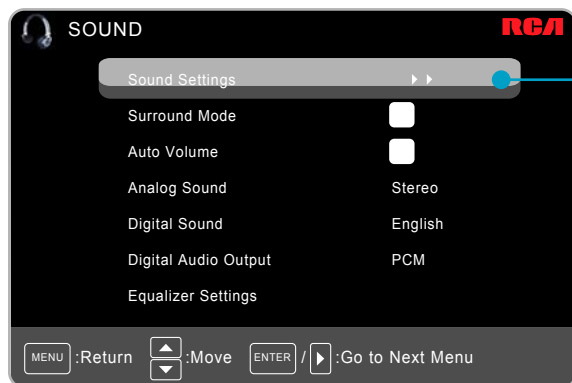 SOUND RCA
Sound Settings
Surround Mode
Auto Volume
Analog Sound Stereo
Digital Sound English
Digital Audio Output PCM
Equalizer Settings
MENU :Return :Move ENTER / :Go to Next Menu